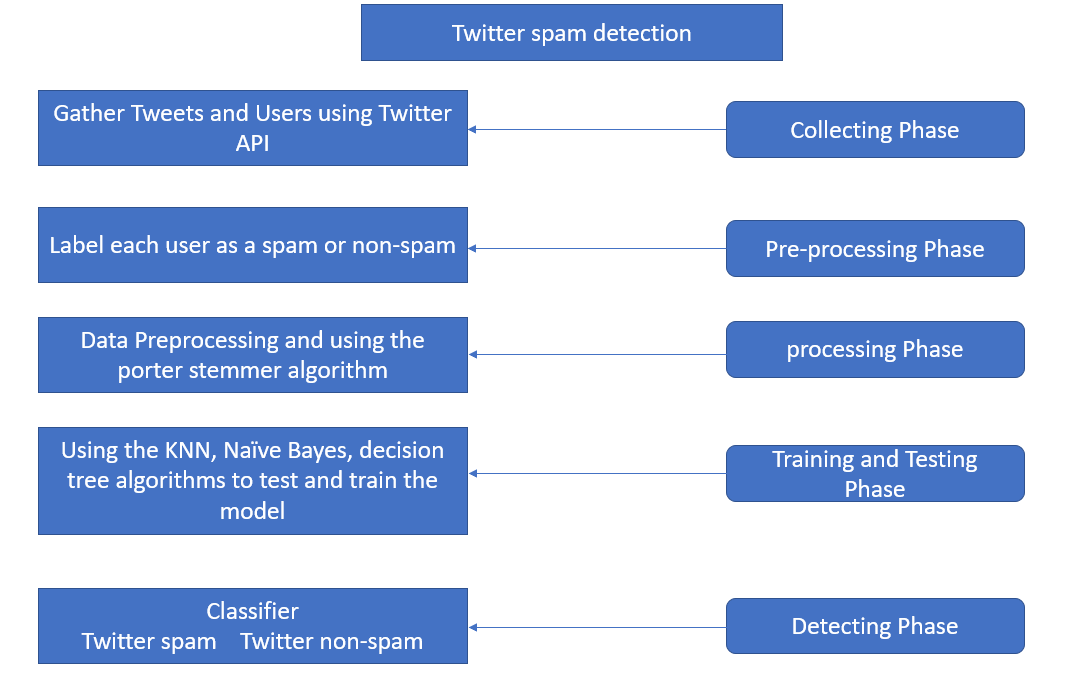 Twitter spam detection
Gather Tweets and Users using Twitter
API
Collecting Phase
Label each user as a spam or non-spam
Pre-processing Phase
Data Preprocessing and using the
porter stemmer algorithm
processing Phase
Using the KNN, Naïve Bayes, decision
tree algorithms to test and train the
model
Training and Testing
Phase
Classifier
Twitter spam Twitter non-spam
Detecting Phase